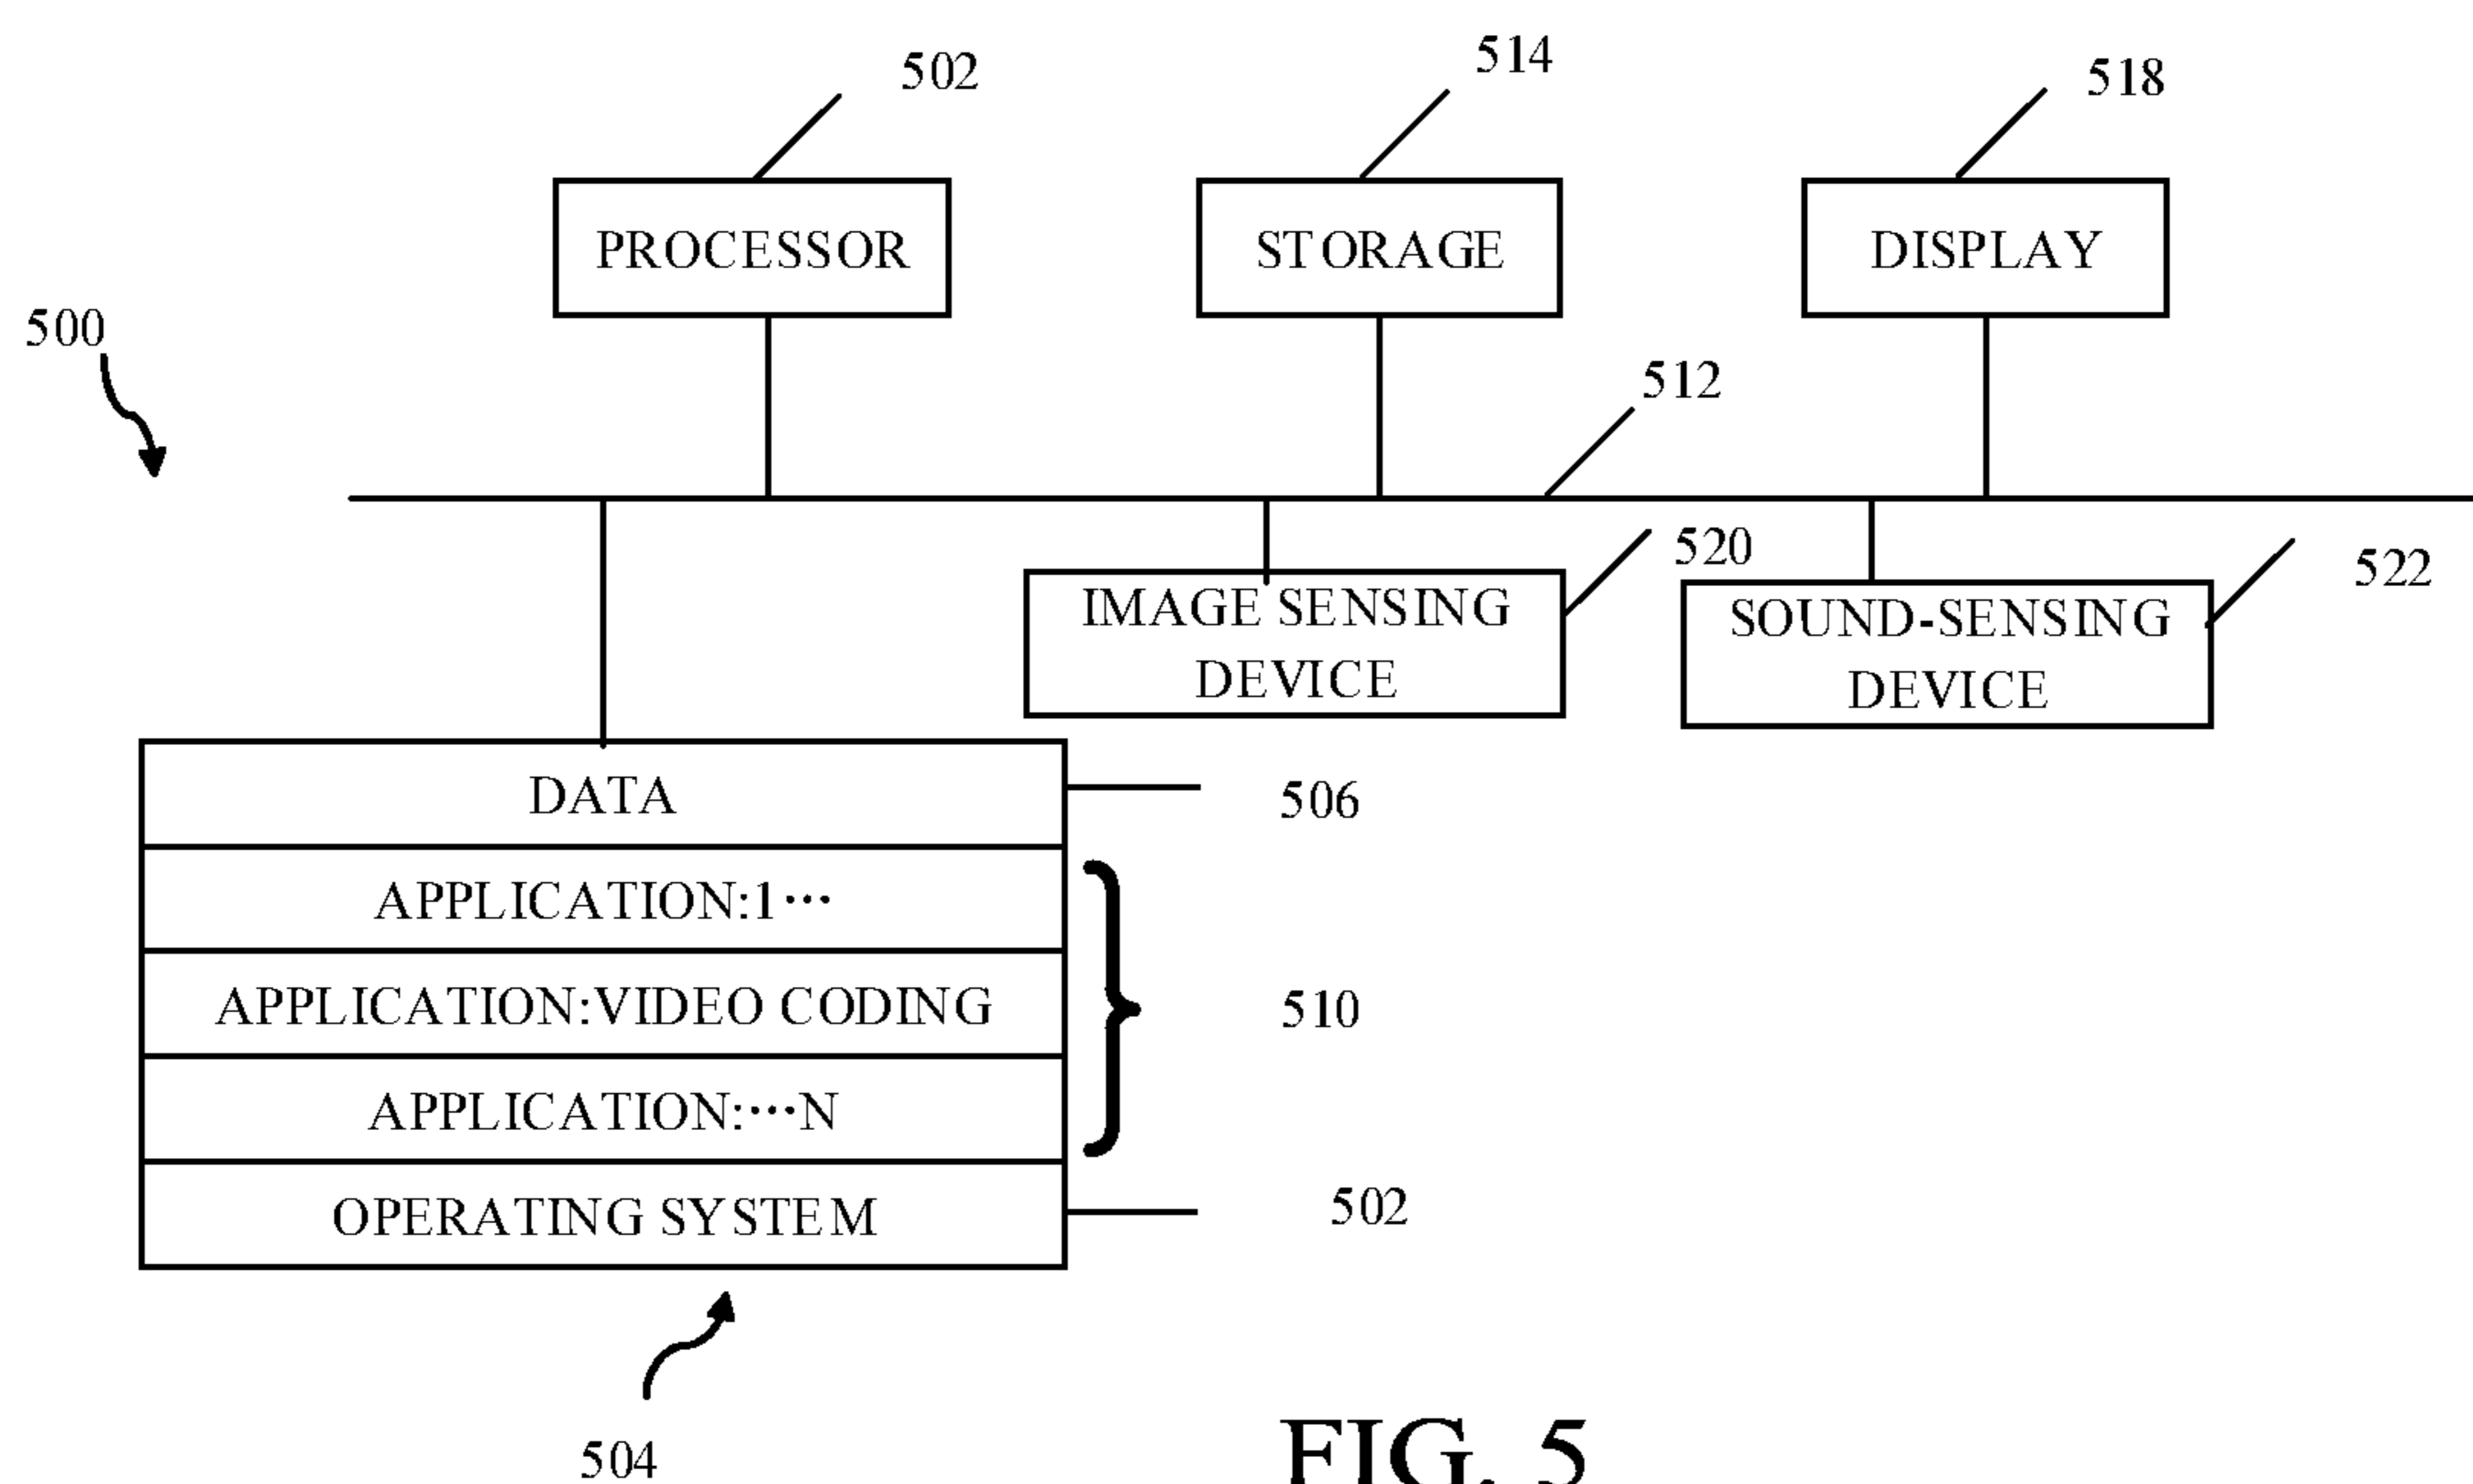 502
514
518
PROCESSOR
STORAGE
DISPLAY
500
512
520
522
IMAGE SENSING
DEVICE
SOUND-SENSING
DEVICE
DATA
506
APPLICATION:1···
APPLICATION:VIDEO CODING
510
APPLICATION:···N
OPERATING SYSTEM
502
504
FIG. 5